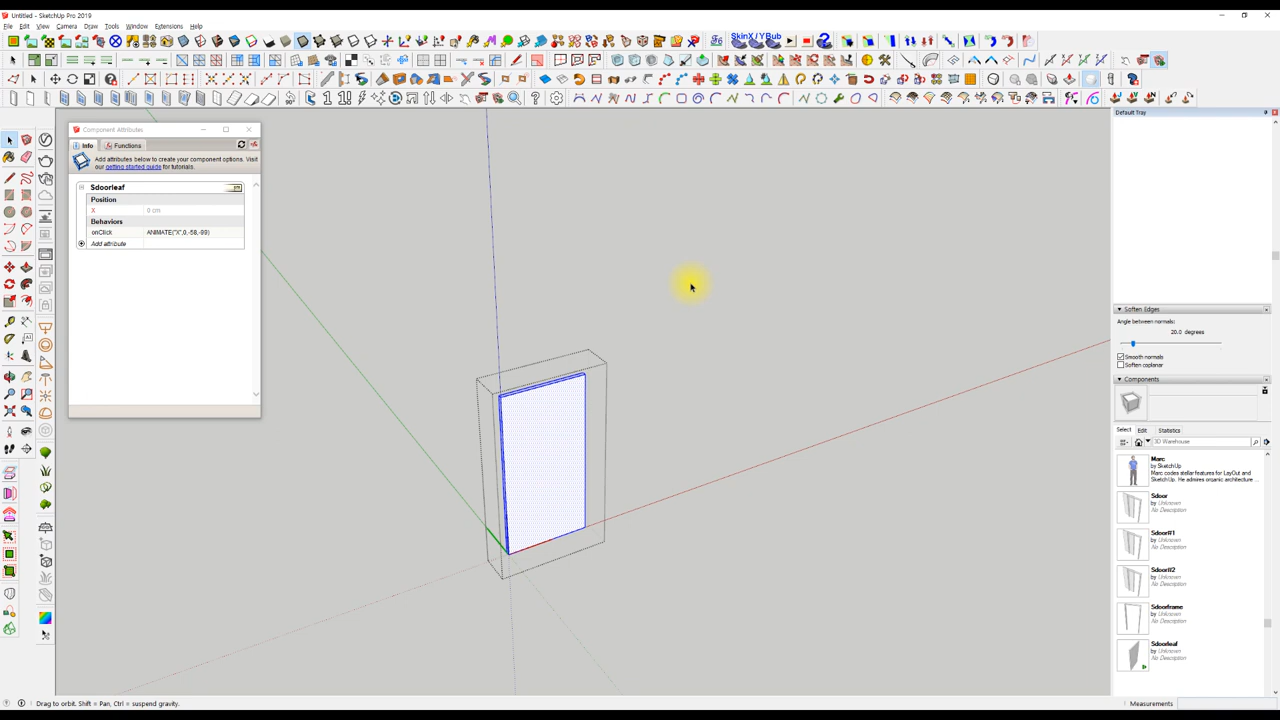 Untitled - SketchUp Pro 2019
File Edit View Camera Draw Tools Window Extensions Help
SkinX / YBub
Component Attributes
Info Functions
Add attributes below to create your component options. Visit
our getting started guide for tutorials.
Sdoorleaf
Position
X 0 cm
Behaviors
onClick ANIMATE("X",0,-58,-99)
Add attribute
Default Tray
Soften Edges
Angle between normals:
20.0 degrees
Smooth normals
Soften coplanar
Components
Select Edit Statistics
3D Warehouse
Marc
by SketchUp
Marc codes stellar features for LayOut and
SketchUp. He admires organic architecture ...
Sdoor
by Unknown
No Description
Sdoor#1
by Unknown
No Description
Sdoor#2
by Unknown
No Description
Sdoorframe
by Unknown
No Description
Sdoorleaf
by Unknown
No Description
Drag to orbit. Shift = Pan, Ctrl = suspend gravity.
Measurements